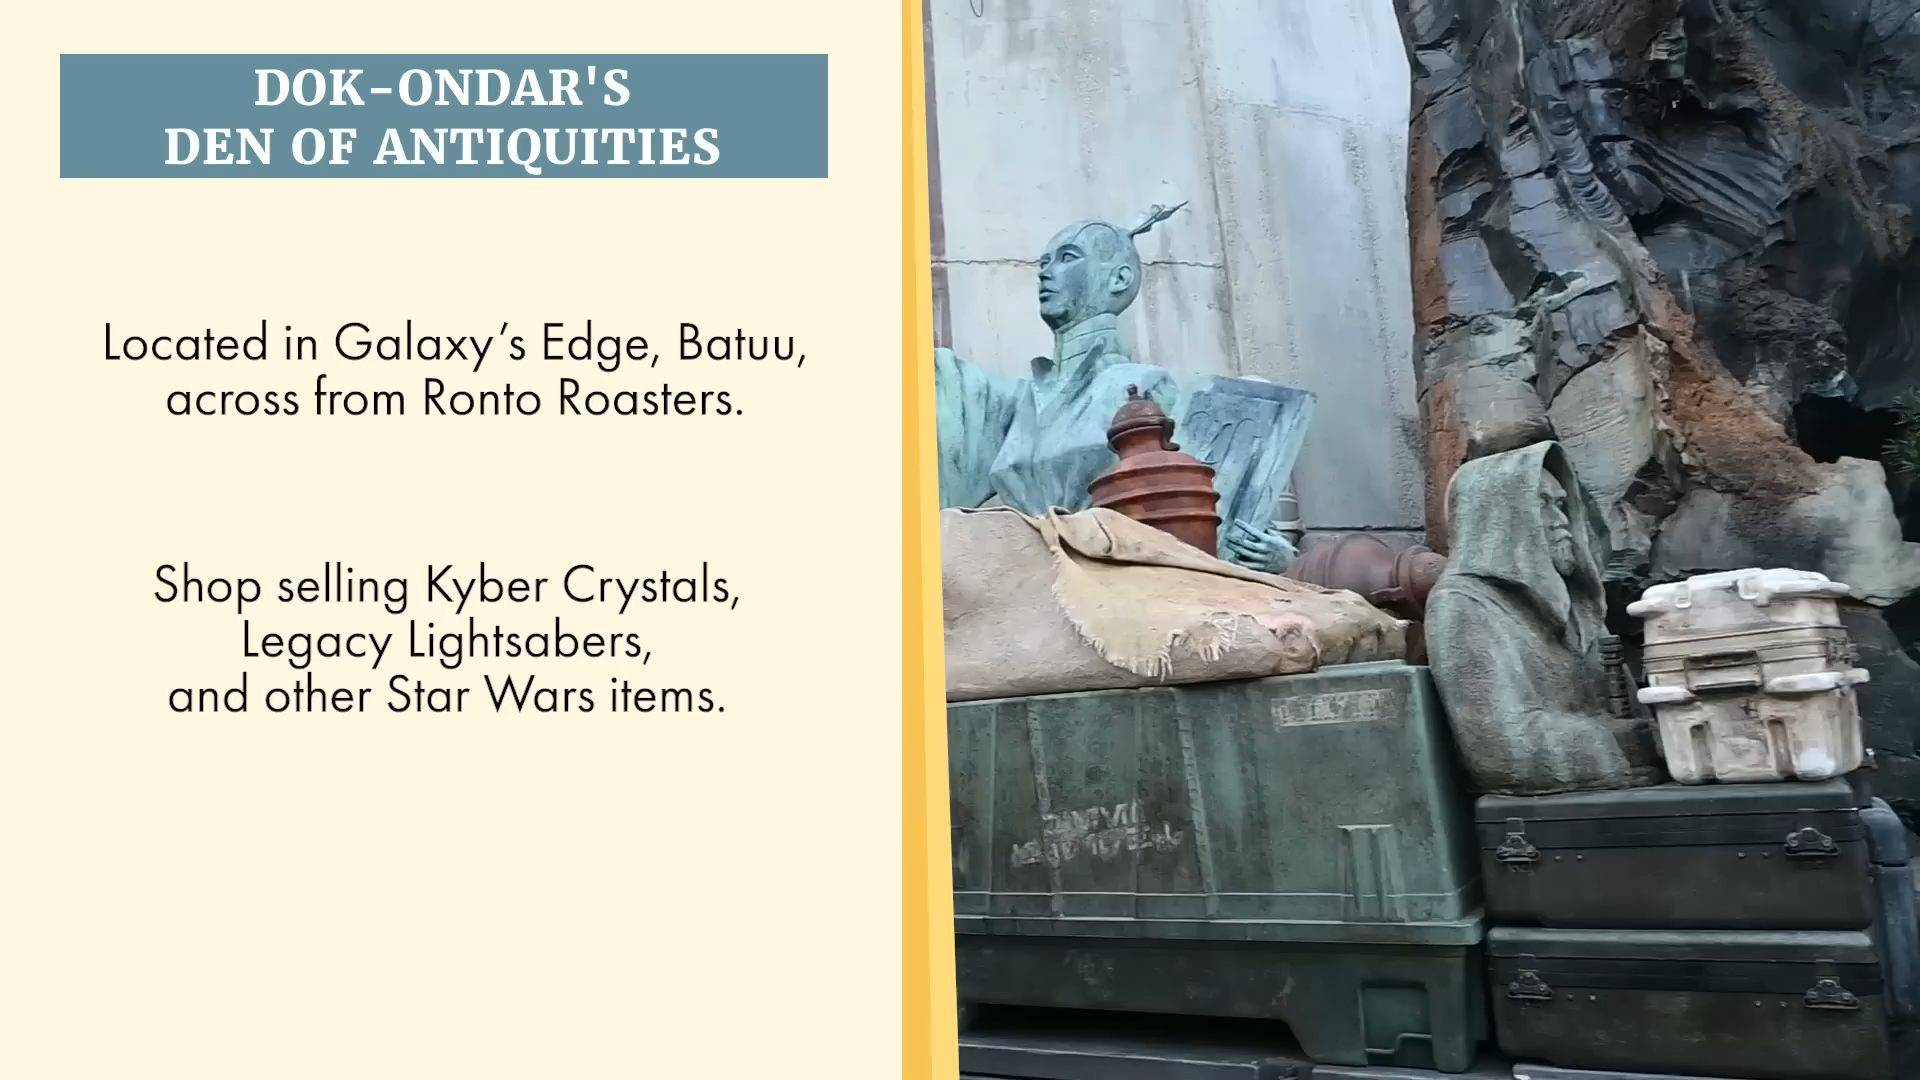 DOK-ONDAR'S
DEN OF ANTIQUITIES
Located in Galaxy’s Edge, Batuu,
across from Ronto Roasters.
Shop selling Kyber Crystals,
Legacy Lightsabers,
and other Star Wars items.